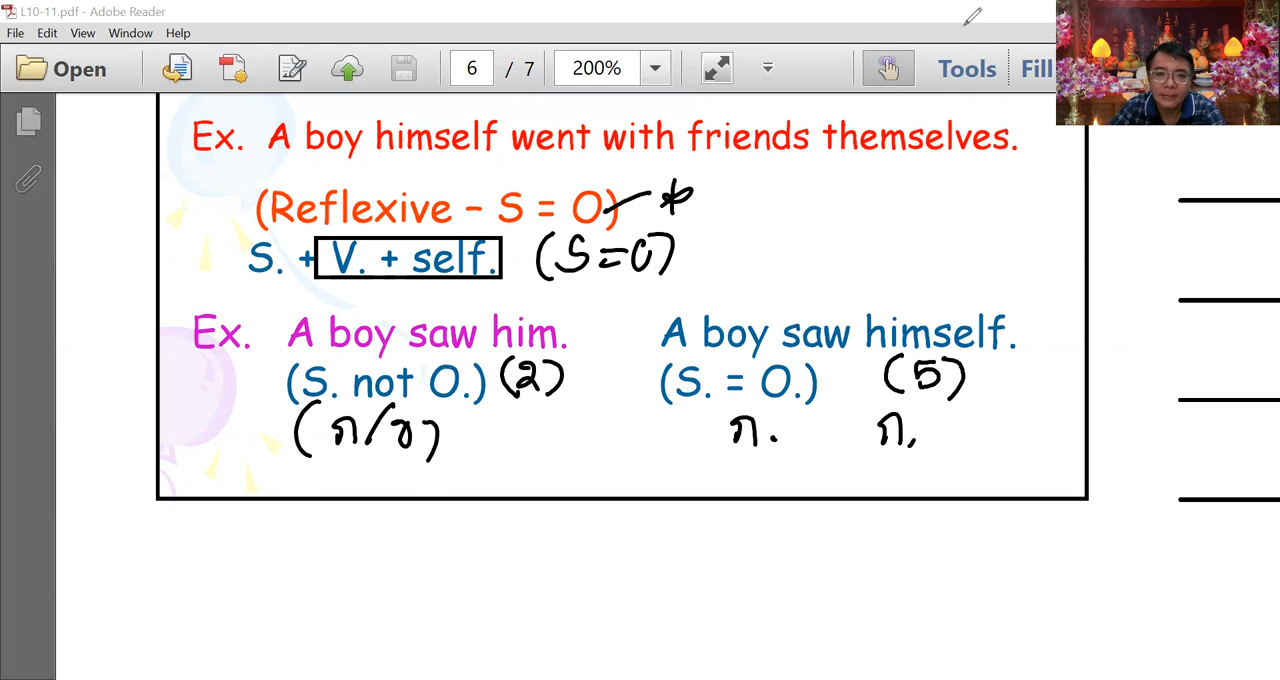 L10-11.pdf - Adobe Reader
File Edit View Window Help
Open 6 / 7 200% Tools Fill
Ex. A boy himself went with friends themselves.
(Reflexive – S = O)
S. + V. + self. (S=O)
Ex. A boy saw him. A boy saw himself.
(S. not O.) (2) (S. = O.) (5)
(ก/ข) ก. ก.